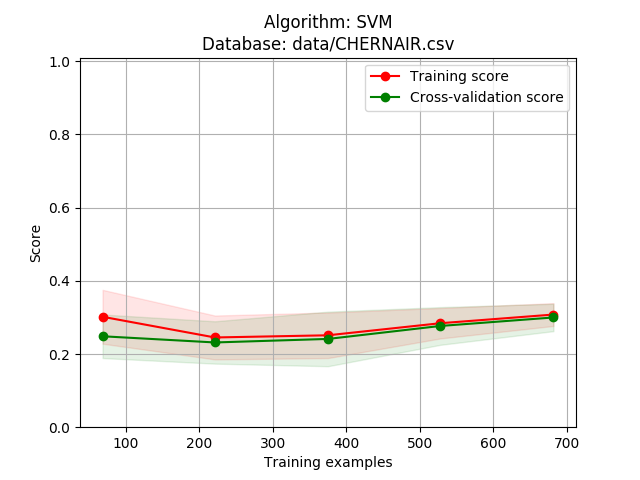 Algorithm: SVM
Database: data/CHERNAIR.csv
Training score
Cross-validation score
1.0
0.8
0.6
0.4
0.2
0.0
Score
100 200 300 400 500 600 700
Training examples